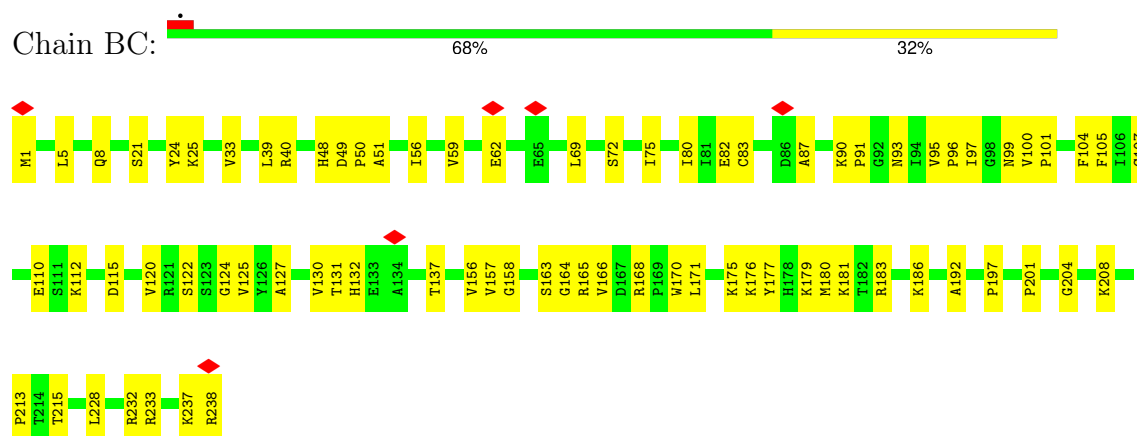 Chain BC:
68%
32%
M1 L5 Q8 S21 Y24 K25 V33 L39 R40 H48 D49 P50 A51 I56 V59 E62 E65 L69 S72 I75 I80 I81 E82 C83 D86 A87 K90 P91 G92 N93 I94 V95 P96 I97 G98 N99 V100 P101 F104 F105 I106
E110 S111 K112 D115 V120 R121 S122 S123 G124 V125 Y126 A127 V130 T131 H132 E133 A134 T137 V156 V157 G158 S163 G164 R165 V166 D167 R168 P169 W170 L171 K175 K176 Y177 H178 K179 M180 K181 T182 R183 K186 A192 P197 P201 G204 K208
P213 T214 T215 L228 R232 R233 K237 R238